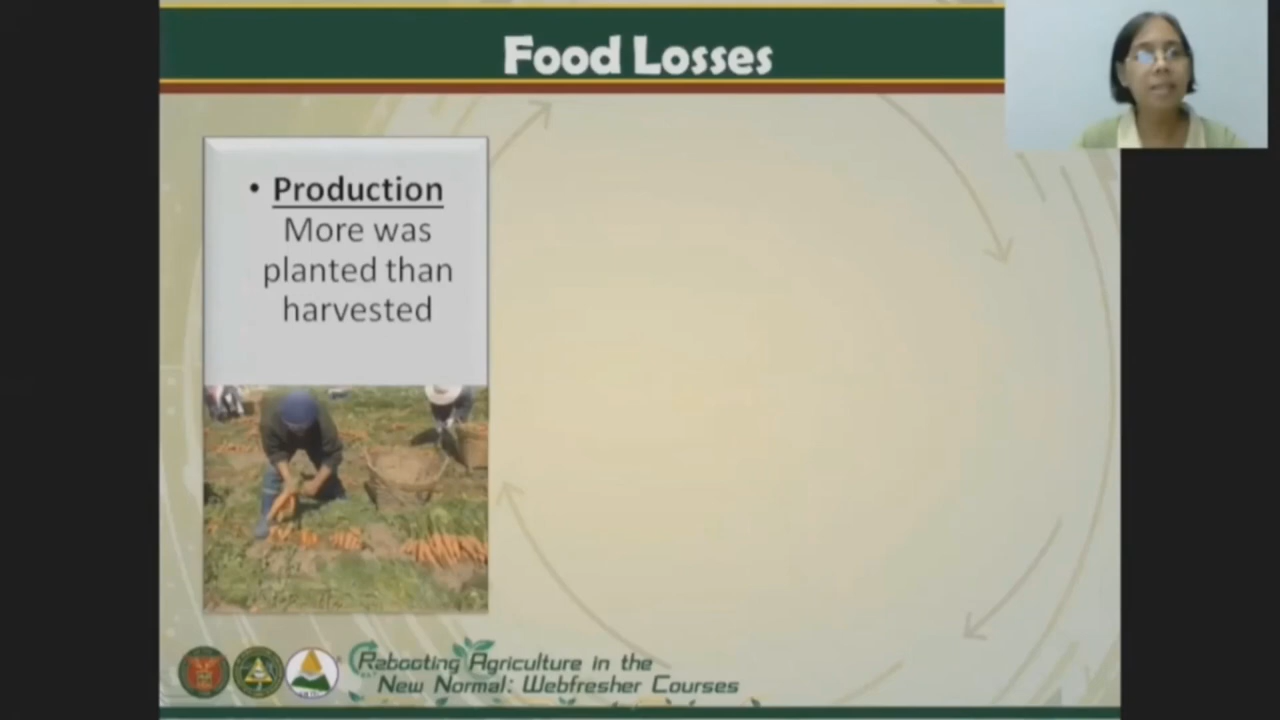 Food Losses
• Production
More was
planted than
harvested
Rebooting Agriculture in the
New Normal: Webfresher Courses